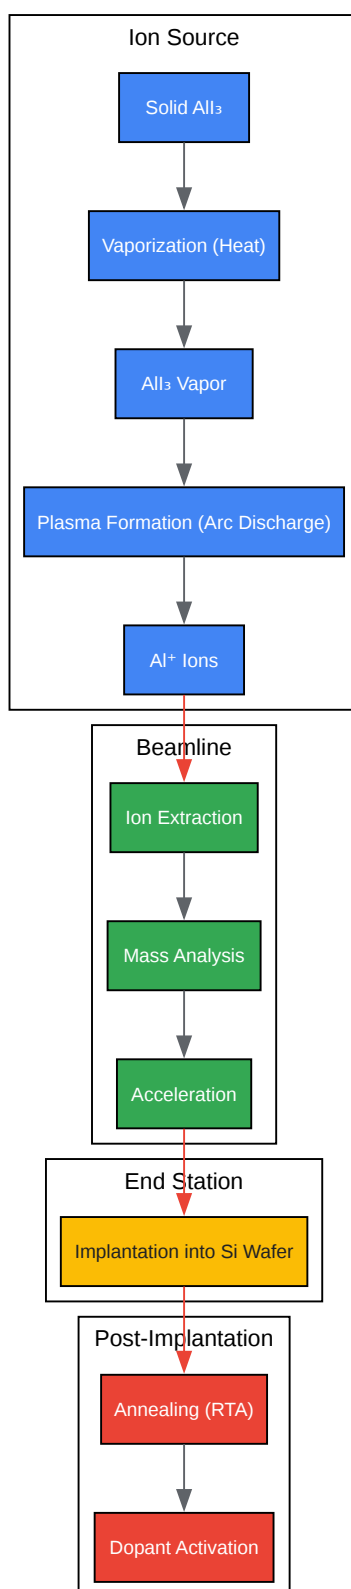 Ion Source
Solid AlI₃
Vaporization (Heat)
AlI₃ Vapor
Plasma Formation (Arc Discharge)
Al⁺ Ions
Beamline
Ion Extraction
Mass Analysis
Acceleration
End Station
Implantation into Si Wafer
Post-Implantation
Annealing (RTA)
Dopant Activation